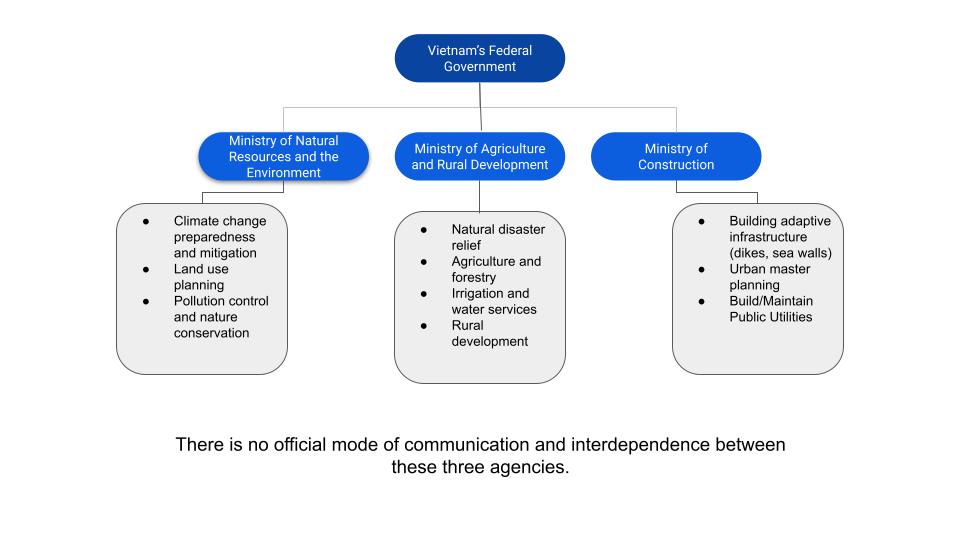 Vietnam's Federal
Government
Ministry of Natural
Resources and the
Environment
Ministry of Agriculture
and Rural Development
Ministry of
Construction
● Climate change
preparedness
and mitigation
● Land use
planning
● Pollution control
and nature
conservation
● Natural disaster
relief
● Agriculture and
forestry
● Irrigation and
water services
● Rural
development
● Building adaptive
infrastructure
(dikes, sea walls)
● Urban master
planning
● Build/Maintain
Public Utilities
There is no official mode of communication and interdependence between
these three agencies.